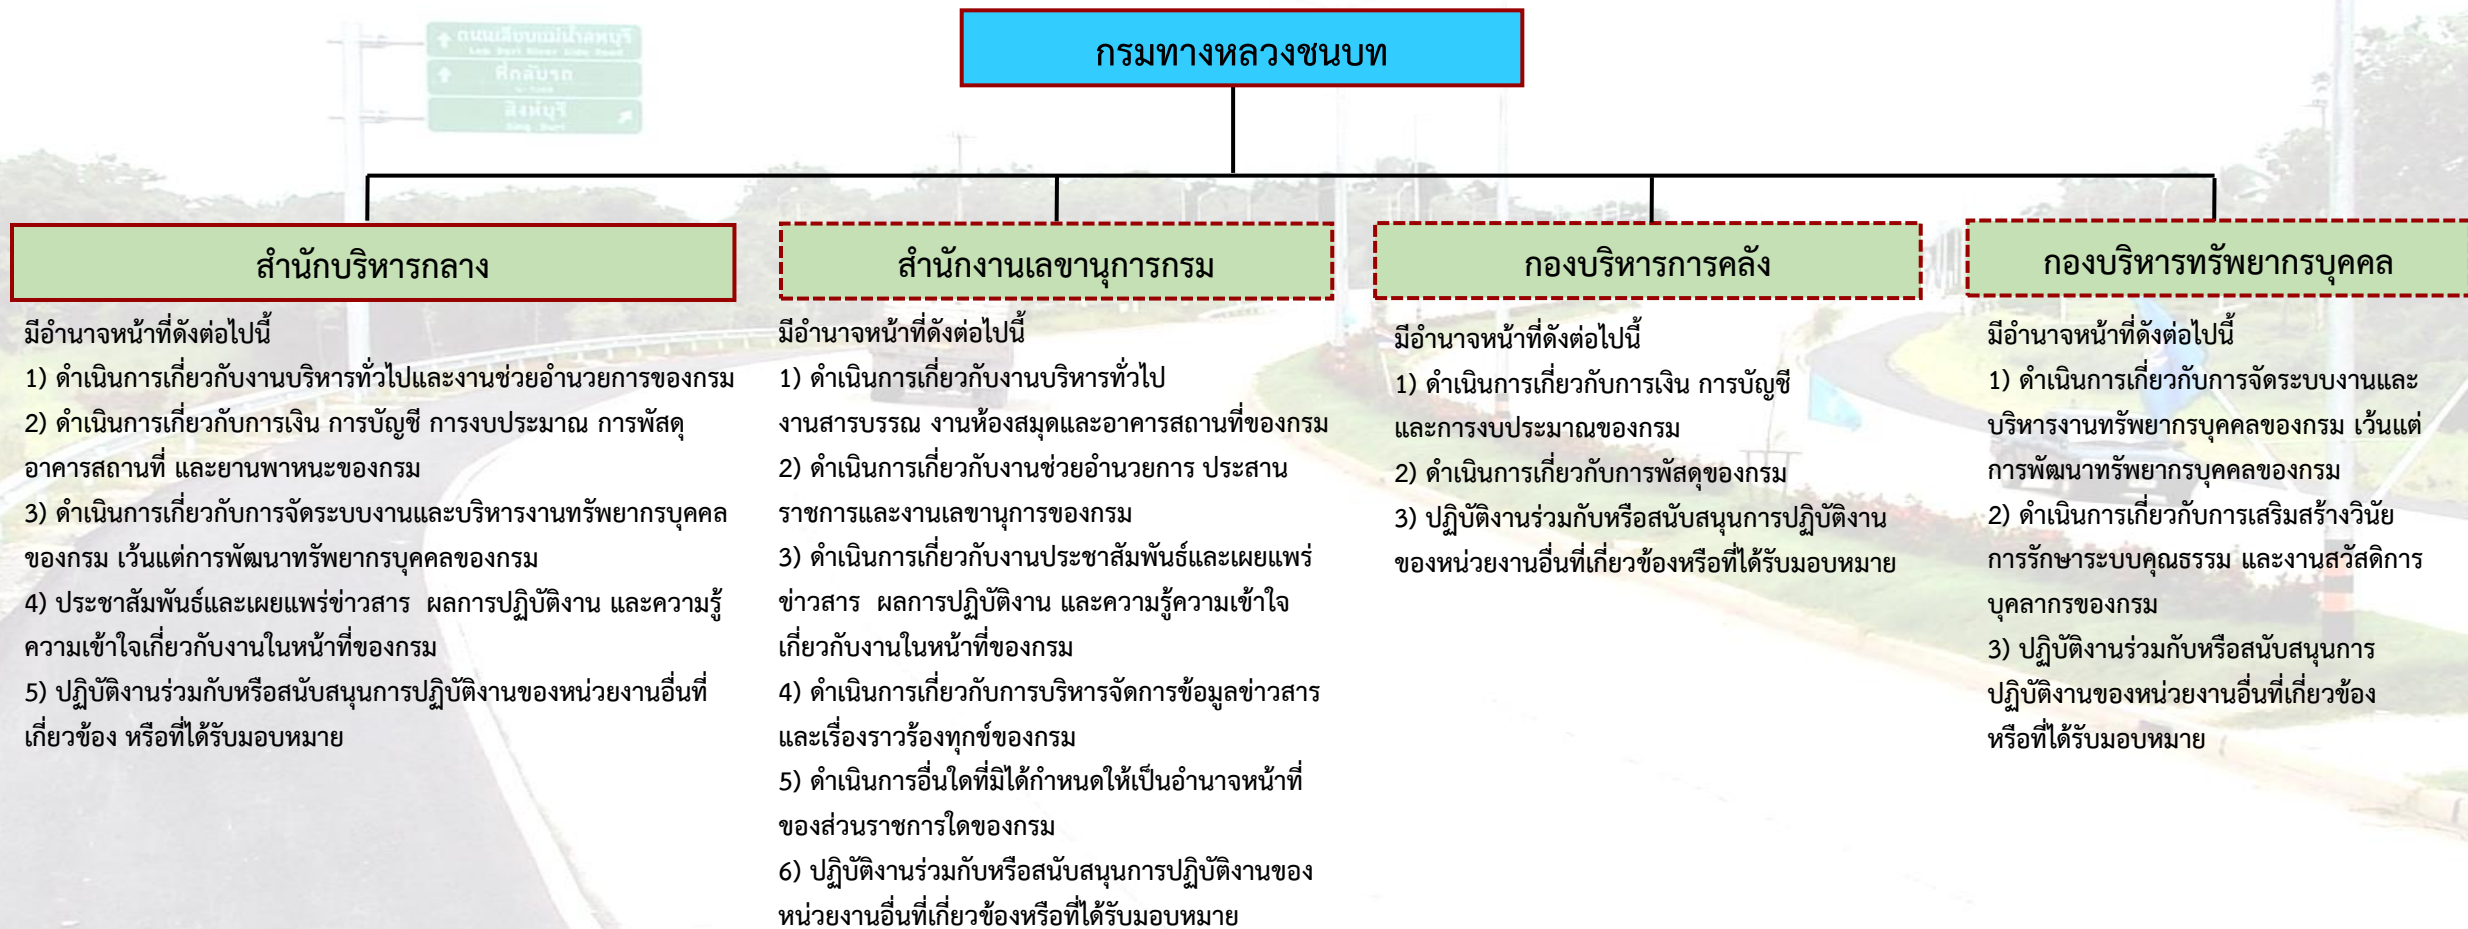 ถนนเลียบแม่น้ำลพบุรี
Lop Buri River Side Road
ที่กลับรถ
U-TURN
สิงห์บุรี
Sing Buri
กรมทางหลวงชนบท
สำนักบริหารกลาง
มีอำนาจหน้าที่ดังต่อไปนี้
1) ดำเนินการเกี่ยวกับงานบริหารทั่วไปและงานช่วยอำนวยการของกรม
2) ดำเนินการเกี่ยวกับการเงิน การบัญชี การงบประมาณ การพัสดุ
อาคารสถานที่ และยานพาหนะของกรม
3) ดำเนินการเกี่ยวกับการจัดระบบงานและบริหารงานทรัพยากรบุคคล
ของกรม เว้นแต่การพัฒนาทรัพยากรบุคคลของกรม
4) ประชาสัมพันธ์และเผยแพร่ข่าวสาร  ผลการปฏิบัติงาน และความรู้
ความเข้าใจเกี่ยวกับงานในหน้าที่ของกรม
5) ปฏิบัติงานร่วมกับหรือสนับสนุนการปฏิบัติงานของหน่วยงานอื่นที่
เกี่ยวข้อง หรือที่ได้รับมอบหมาย
สำนักงานเลขานุการกรม
มีอำนาจหน้าที่ดังต่อไปนี้
1) ดำเนินการเกี่ยวกับงานบริหารทั่วไป
งานสารบรรณ งานห้องสมุดและอาคารสถานที่ของกรม
2) ดำเนินการเกี่ยวกับงานช่วยอำนวยการ ประสาน
ราชการและงานเลขานุการของกรม
3) ดำเนินการเกี่ยวกับงานประชาสัมพันธ์และเผยแพร่
ข่าวสาร  ผลการปฏิบัติงาน และความรู้ความเข้าใจ
เกี่ยวกับงานในหน้าที่ของกรม
4) ดำเนินการเกี่ยวกับการบริหารจัดการข้อมูลข่าวสาร
และเรื่องราวร้องทุกข์ของกรม
5) ดำเนินการอื่นใดที่มิได้กำหนดให้เป็นอำนาจหน้าที่
ของส่วนราชการใดของกรม
6) ปฏิบัติงานร่วมกับหรือสนับสนุนการปฏิบัติงานของ
หน่วยงานอื่นที่เกี่ยวข้องหรือที่ได้รับมอบหมาย
กองบริหารการคลัง
มีอำนาจหน้าที่ดังต่อไปนี้
1) ดำเนินการเกี่ยวกับการเงิน การบัญชี
และการงบประมาณของกรม
2) ดำเนินการเกี่ยวกับการพัสดุของกรม
3) ปฏิบัติงานร่วมกับหรือสนับสนุนการปฏิบัติงาน
ของหน่วยงานอื่นที่เกี่ยวข้องหรือที่ได้รับมอบหมาย
กองบริหารทรัพยากรบุคคล
มีอำนาจหน้าที่ดังต่อไปนี้
1) ดำเนินการเกี่ยวกับการจัดระบบงานและ
บริหารงานทรัพยากรบุคคลของกรม เว้นแต่
การพัฒนาทรัพยากรบุคคลของกรม
2) ดำเนินการเกี่ยวกับการเสริมสร้างวินัย
การรักษาระบบคุณธรรม และงานสวัสดิการ
บุคลากรของกรม
3) ปฏิบัติงานร่วมกับหรือสนับสนุนการ
ปฏิบัติงานของหน่วยงานอื่นที่เกี่ยวข้อง
หรือที่ได้รับมอบหมาย